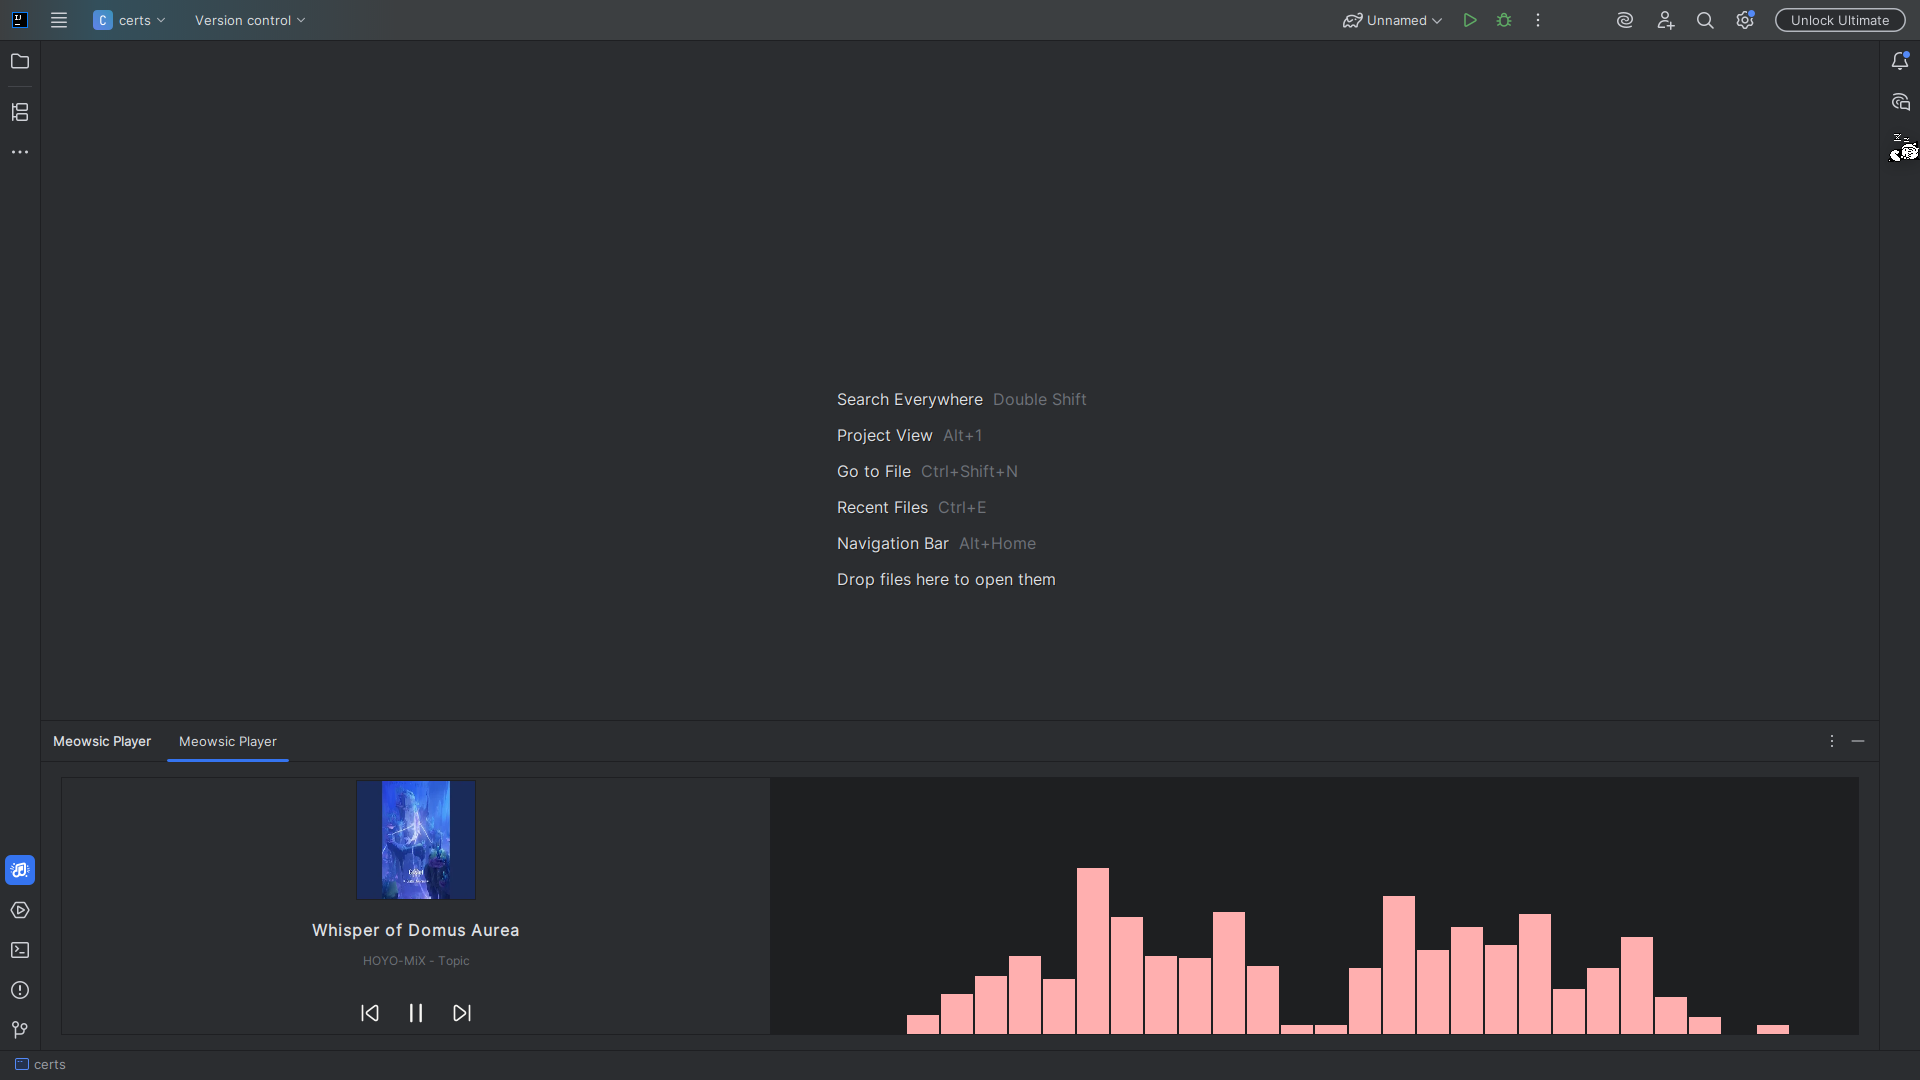 C certs Version control Unnamed Unlock Ultimate
Search Everywhere Double Shift
Project View Alt+1
Go to File Ctrl+Shift+N
Recent Files Ctrl+E
Navigation Bar Alt+Home
Drop files here to open them
Meowsic Player Meowsic Player
Whisper of Domus Aurea
HOYO-MiX - Topic
certs